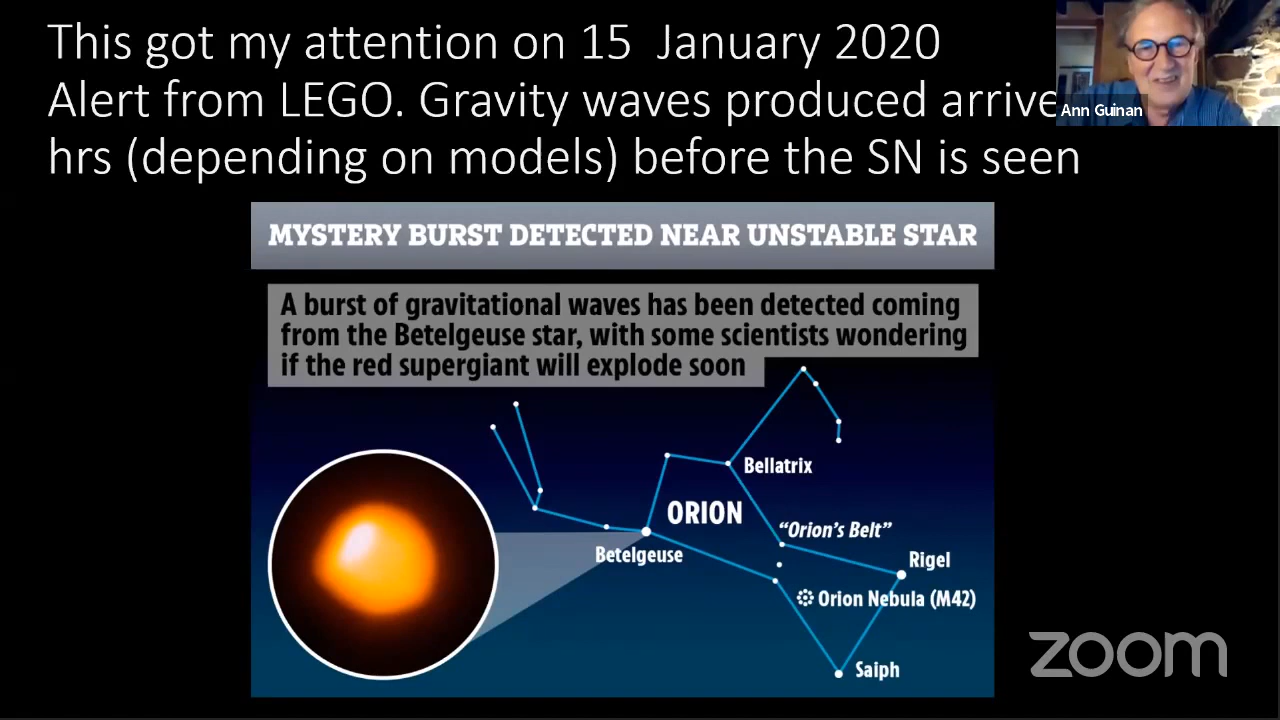 This got my attention on 15 January 2020
Alert from LEGO. Gravity waves produced arrive
hrs (depending on models) before the SN is seen
Ann Guinan
MYSTERY BURST DETECTED NEAR UNSTABLE STAR
A burst of gravitational waves has been detected coming
from the Betelgeuse star, with some scientists wondering
if the red supergiant will explode soon
Bellatrix
ORION
"Orion's Belt"
Betelgeuse
Rigel
Orion Nebula (M42)
Saiph
zoom